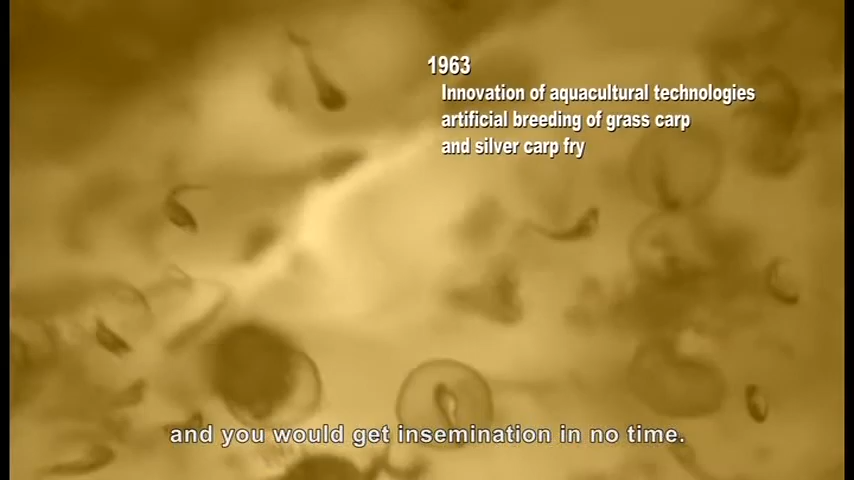 1963
Innovation of aquacultural technologies
artificial breeding of grass carp
and silver carp fry
and you would get insemination in no time.